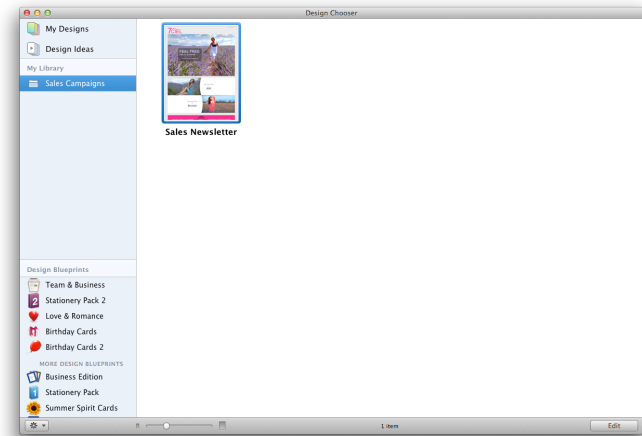 Design Chooser
My Designs
Design Ideas
My Library
Sales Campaigns
Sales Newsletter
Design Blueprints
Team & Business
2
Stationery Pack 2
Love & Romance
Birthday Cards
Birthday Cards 2
MORE DESIGN BLUEPRINTS
Business Edition
1
Stationery Pack
Summer Spirit Cards
1 item
Edit